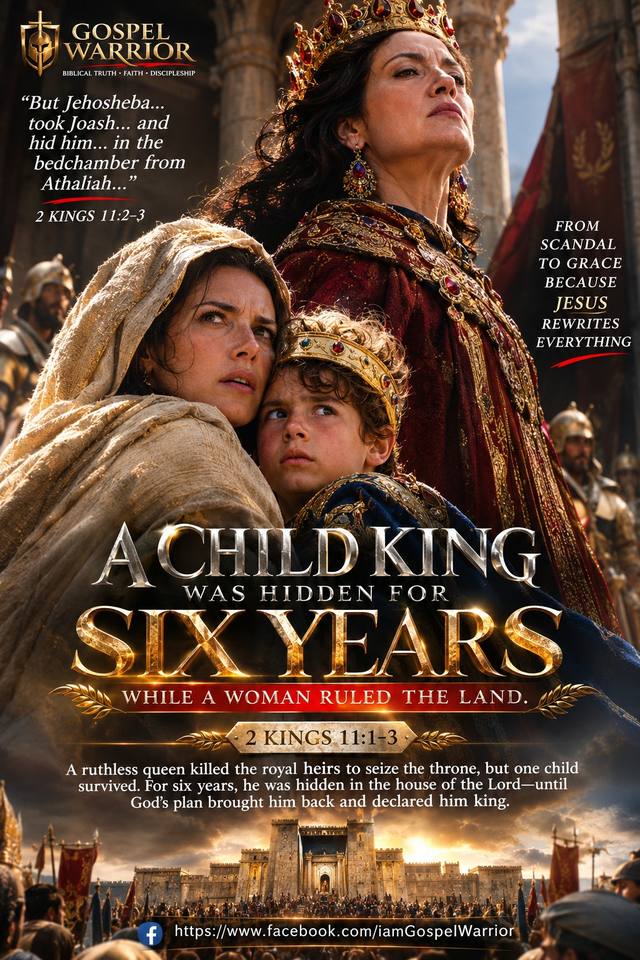 GOSPEL
WARRIOR
BIBLICAL TRUTH • FAITH • DISCIPLESHIP
“But Jehosheba...
took Joash... and
hid him... in the
bedchamber from
Athaliah...”
2 KINGS 11:2–3
FROM
SCANDAL
TO GRACE
BECAUSE
JESUS
REWRITES
EVERYTHING
A CHILD KING
WAS HIDDEN FOR
SIX YEARS
WHILE A WOMAN RULED THE LAND.
2 KINGS 11:1–3
A ruthless queen killed the royal heirs to seize the throne, but one child
survived. For six years, he was hidden in the house of the Lord—until
God’s plan brought him back and declared him king.
f https://www.facebook.com/iamGospelWarrior